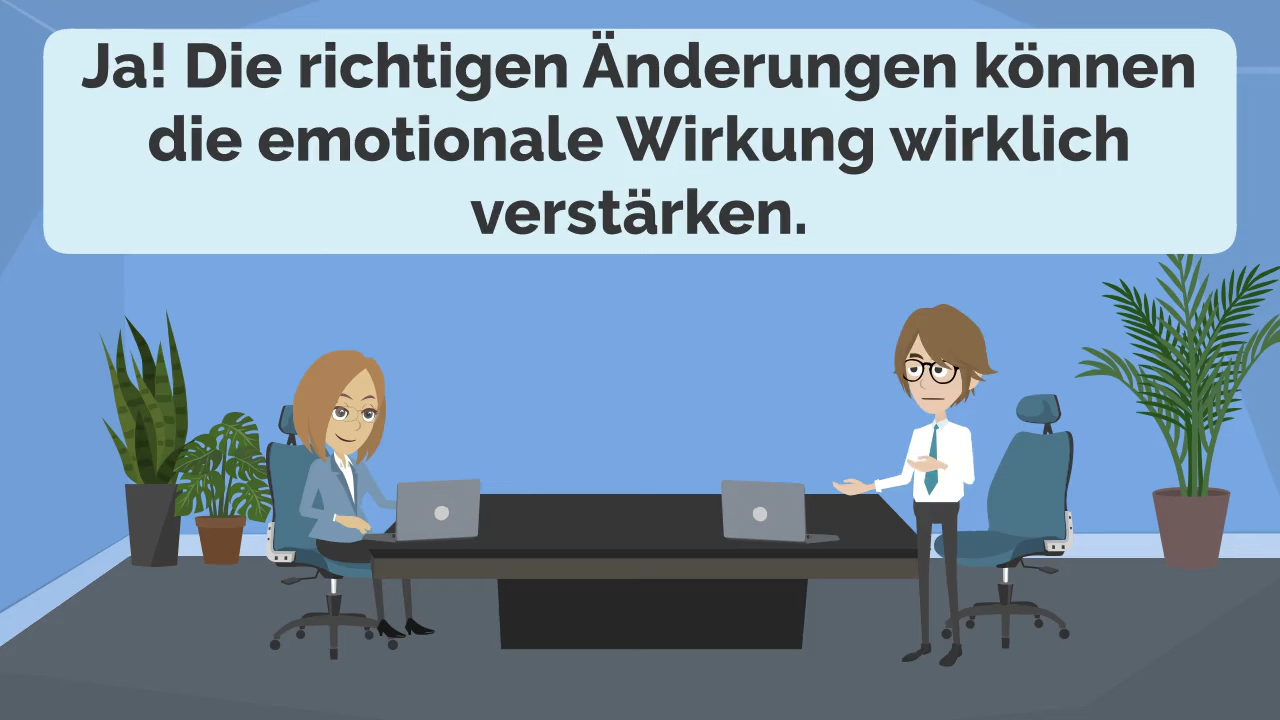 Ja! Die richtigen Änderungen können
die emotionale Wirkung wirklich
verstärken.